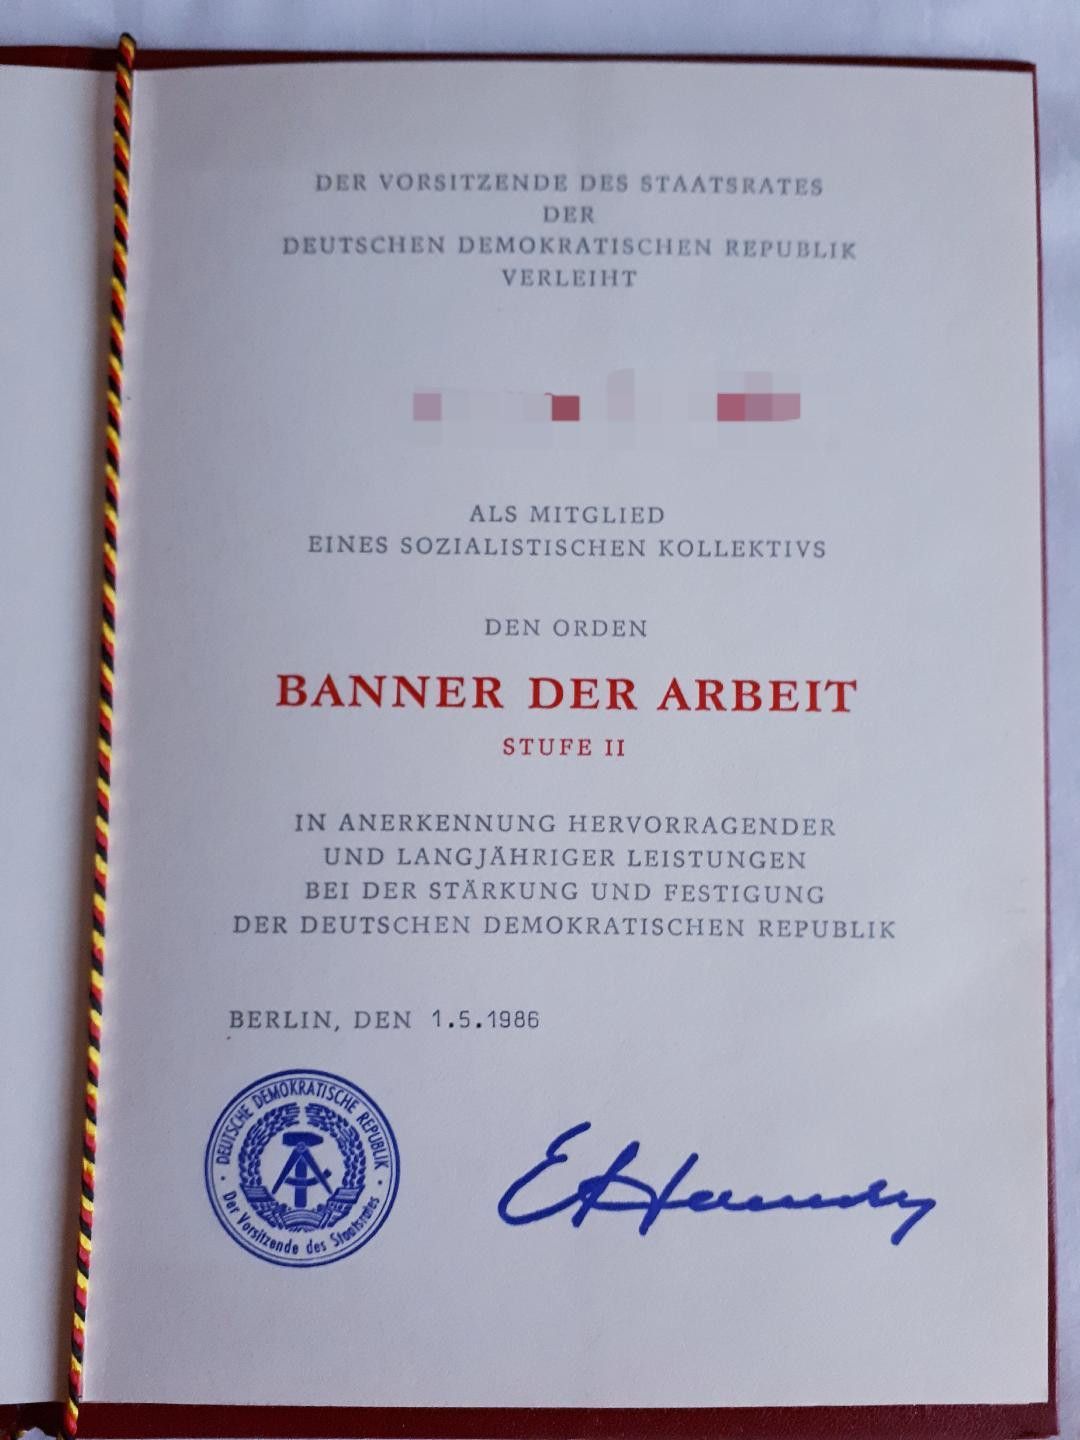 DER VORSITZENDE DES STAATSRATES
DER
DEUTSCHEN DEMOKRATISCHEN REPUBLIK
VERLEIHT
ALS MITGLIED
EINES SOZIALISTISCHEN KOLLEKTIVS
DEN ORDEN
BANNER DER ARBEIT
STUFE II
IN ANERKENNUNG HERVORRAGENDER
UND LANGJÄHRIGER LEISTUNGEN
BEI DER STÄRKUNG UND FESTIGUNG
DER DEUTSCHEN DEMOKRATISCHEN REPUBLIK
BERLIN, DEN 1.5.1986
DEUTSCHE DEMOKRATISCHE REPUBLIK
Der Vorsitzende des Staatsrates